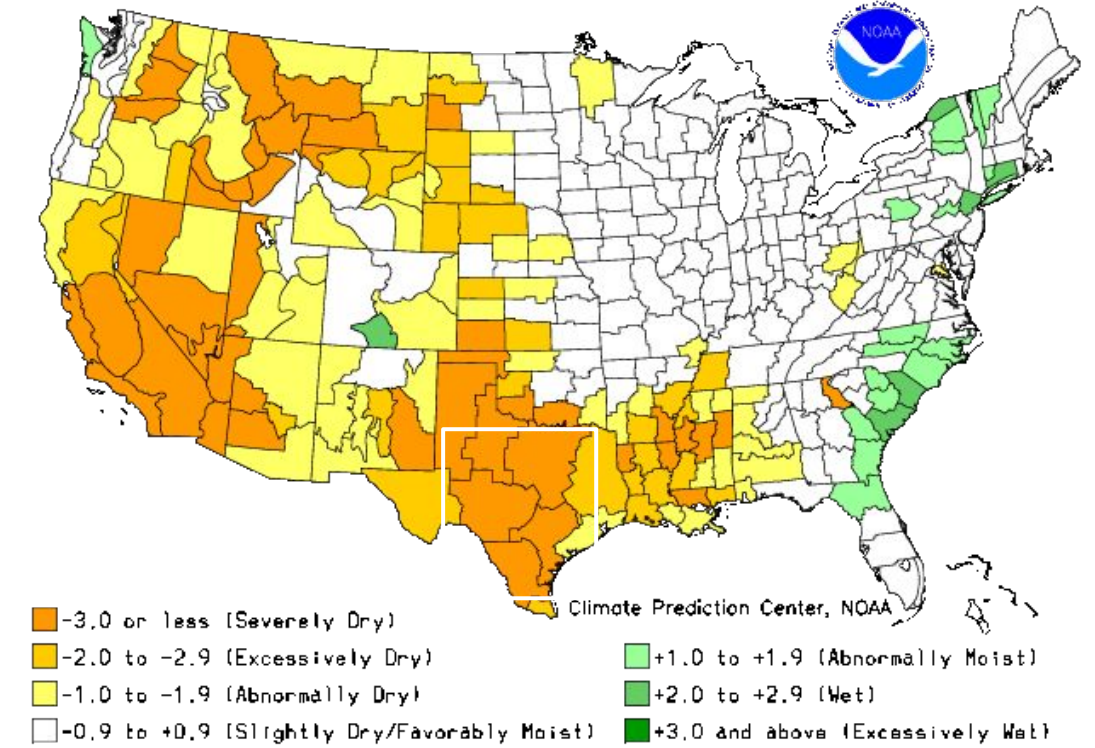 NOAA
Climate Prediction Center, NOAA
-3.0 or less (Severely Dry)
-2.0 to -2.9 (Excessively Dry)
-1.0 to -1.9 (Abnormally Dry)
-0.9 to +0.9 (Slightly Dry/Favorably Moist)
+1.0 to +1.9 (Abnormally Moist)
+2.0 to +2.9 (Wet)
+3.0 and above (Excessively Wet)